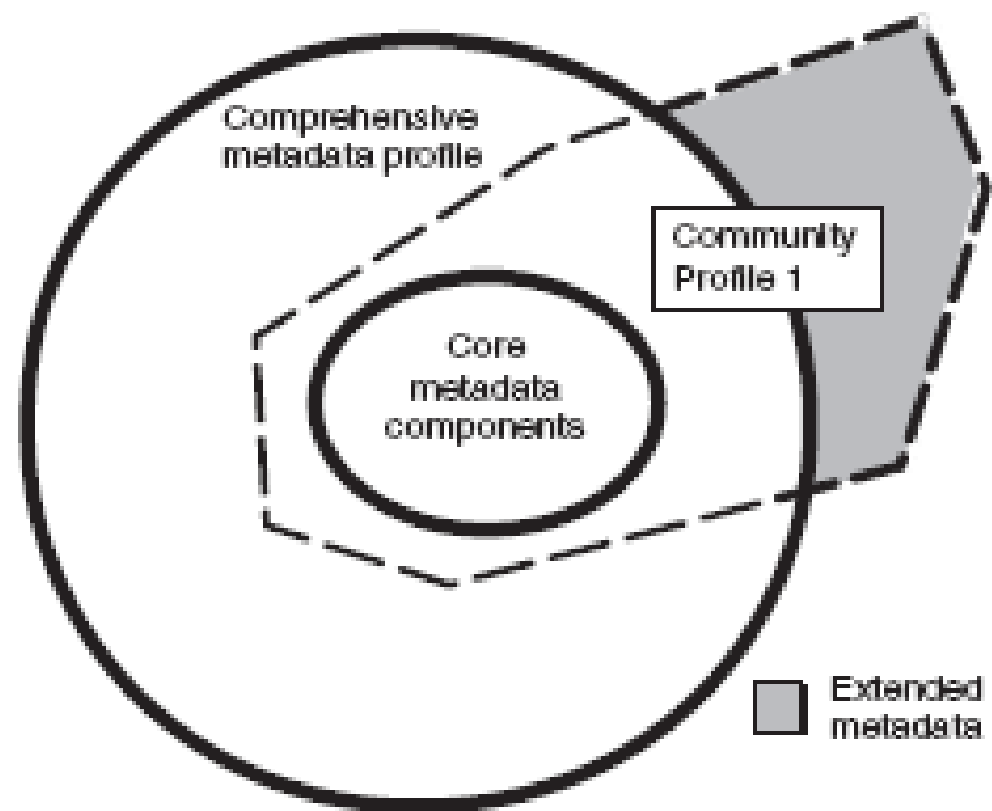 Comprehensive
metadata profile
Community
Profile 1
Core
metadata
components
Extended
metadata